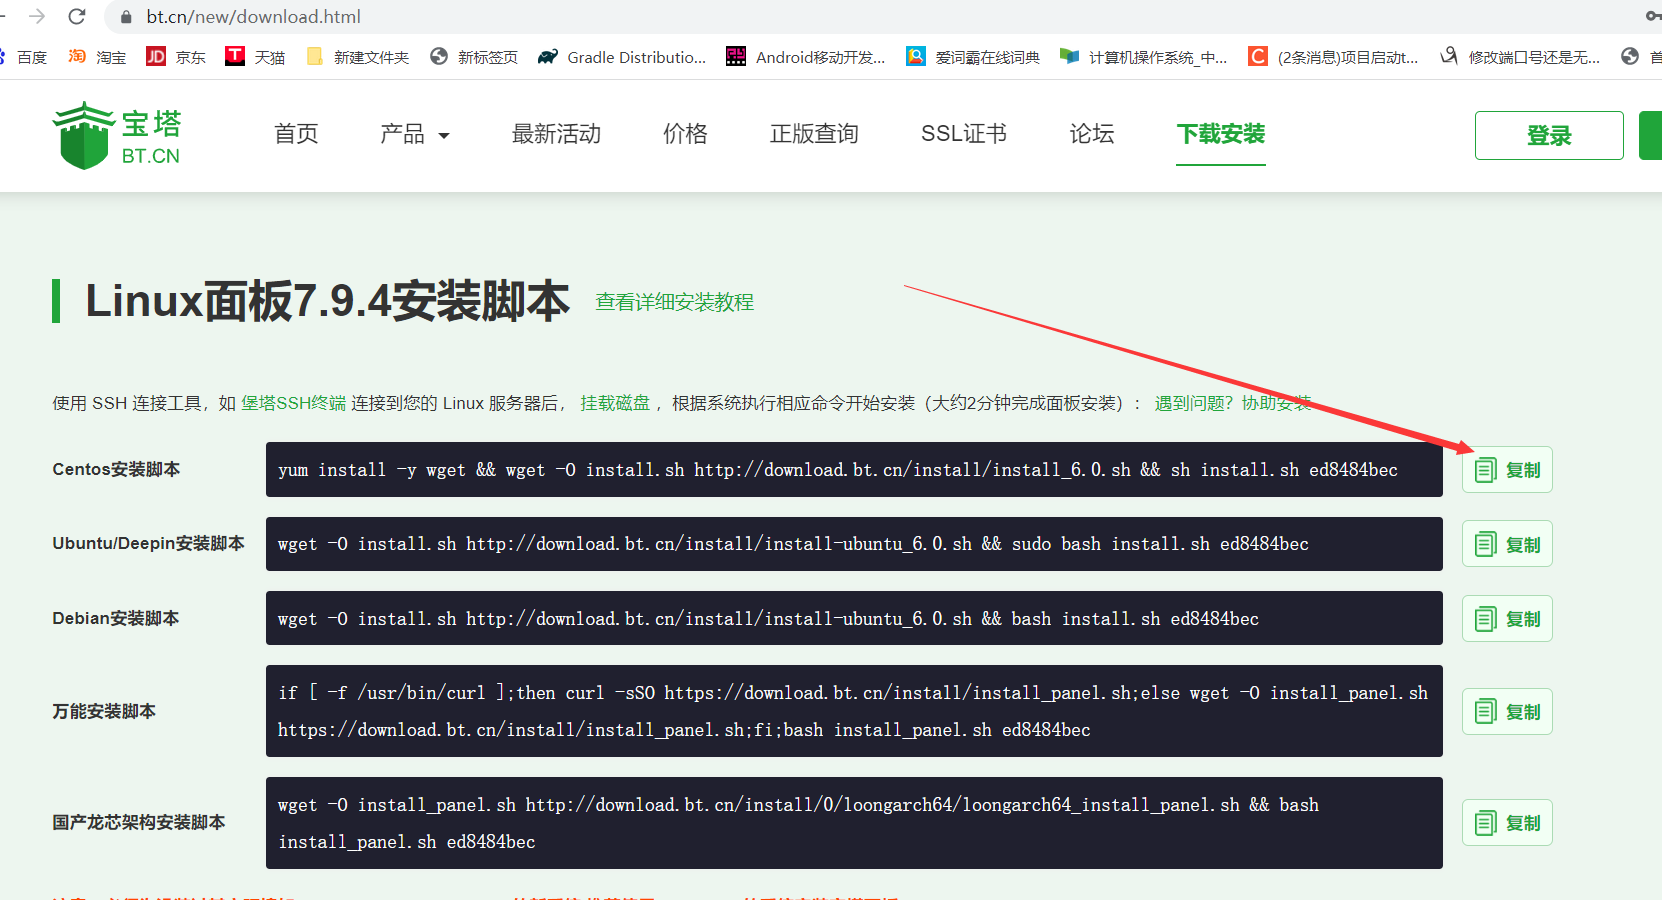 bt.cn/new/download.html
百度 淘宝 京东 天猫 新建文件夹 新标签页 Gradle Distributio... Android移动开发... 爱词霸在线词典 计算机操作系统_中... (2条消息)项目启动t... 修改端口号还是无... 首
宝塔
BT.CN
首页 产品 最新活动 价格 正版查询 SSL证书 论坛 下载安装 登录
Linux面板7.9.4安装脚本 查看详细安装教程
使用 SSH 连接工具，如 堡塔SSH终端 连接到您的 Linux 服务器后， 挂载磁盘 ，根据系统执行相应命令开始安装（大约2分钟完成面板安装）： 遇到问题？协助安装
Centos安装脚本 yum install -y wget && wget -O install.sh http://download.bt.cn/install/install_6.0.sh && sh install.sh ed8484bec 复制
Ubuntu/Deepin安装脚本 wget -O install.sh http://download.bt.cn/install/install-ubuntu_6.0.sh && sudo bash install.sh ed8484bec 复制
Debian安装脚本 wget -O install.sh http://download.bt.cn/install/install-ubuntu_6.0.sh && bash install.sh ed8484bec 复制
万能安装脚本 if [ -f /usr/bin/curl ];then curl -sSO https://download.bt.cn/install/install_panel.sh;else wget -O install_panel.sh
https://download.bt.cn/install/install_panel.sh;fi;bash install_panel.sh ed8484bec 复制
国产龙芯架构安装脚本 wget -O install_panel.sh http://download.bt.cn/install/0/loongarch64/loongarch64_install_panel.sh && bash
install_panel.sh ed8484bec 复制